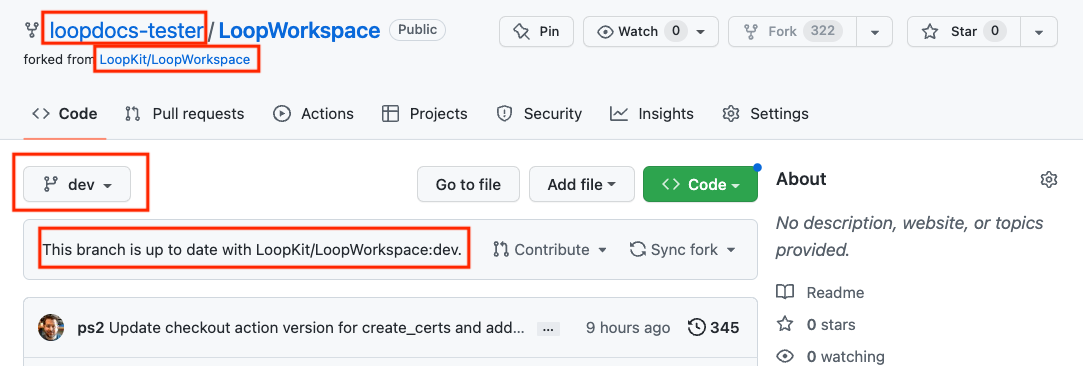 loopdocs-tester/LoopWorkspace Public Pin Watch 0 Fork 322 Star 0
forked from LoopKit/LoopWorkspace
Code Pull requests Actions Projects Security Insights Settings
dev Go to file Add file <> Code About
No description, website, or topics
provided.
This branch is up to date with LoopKit/LoopWorkspace:dev. Contribute Sync fork
Readme
ps2 Update checkout action version for create_certs and add... ... 9 hours ago 345
0 stars
0 watching